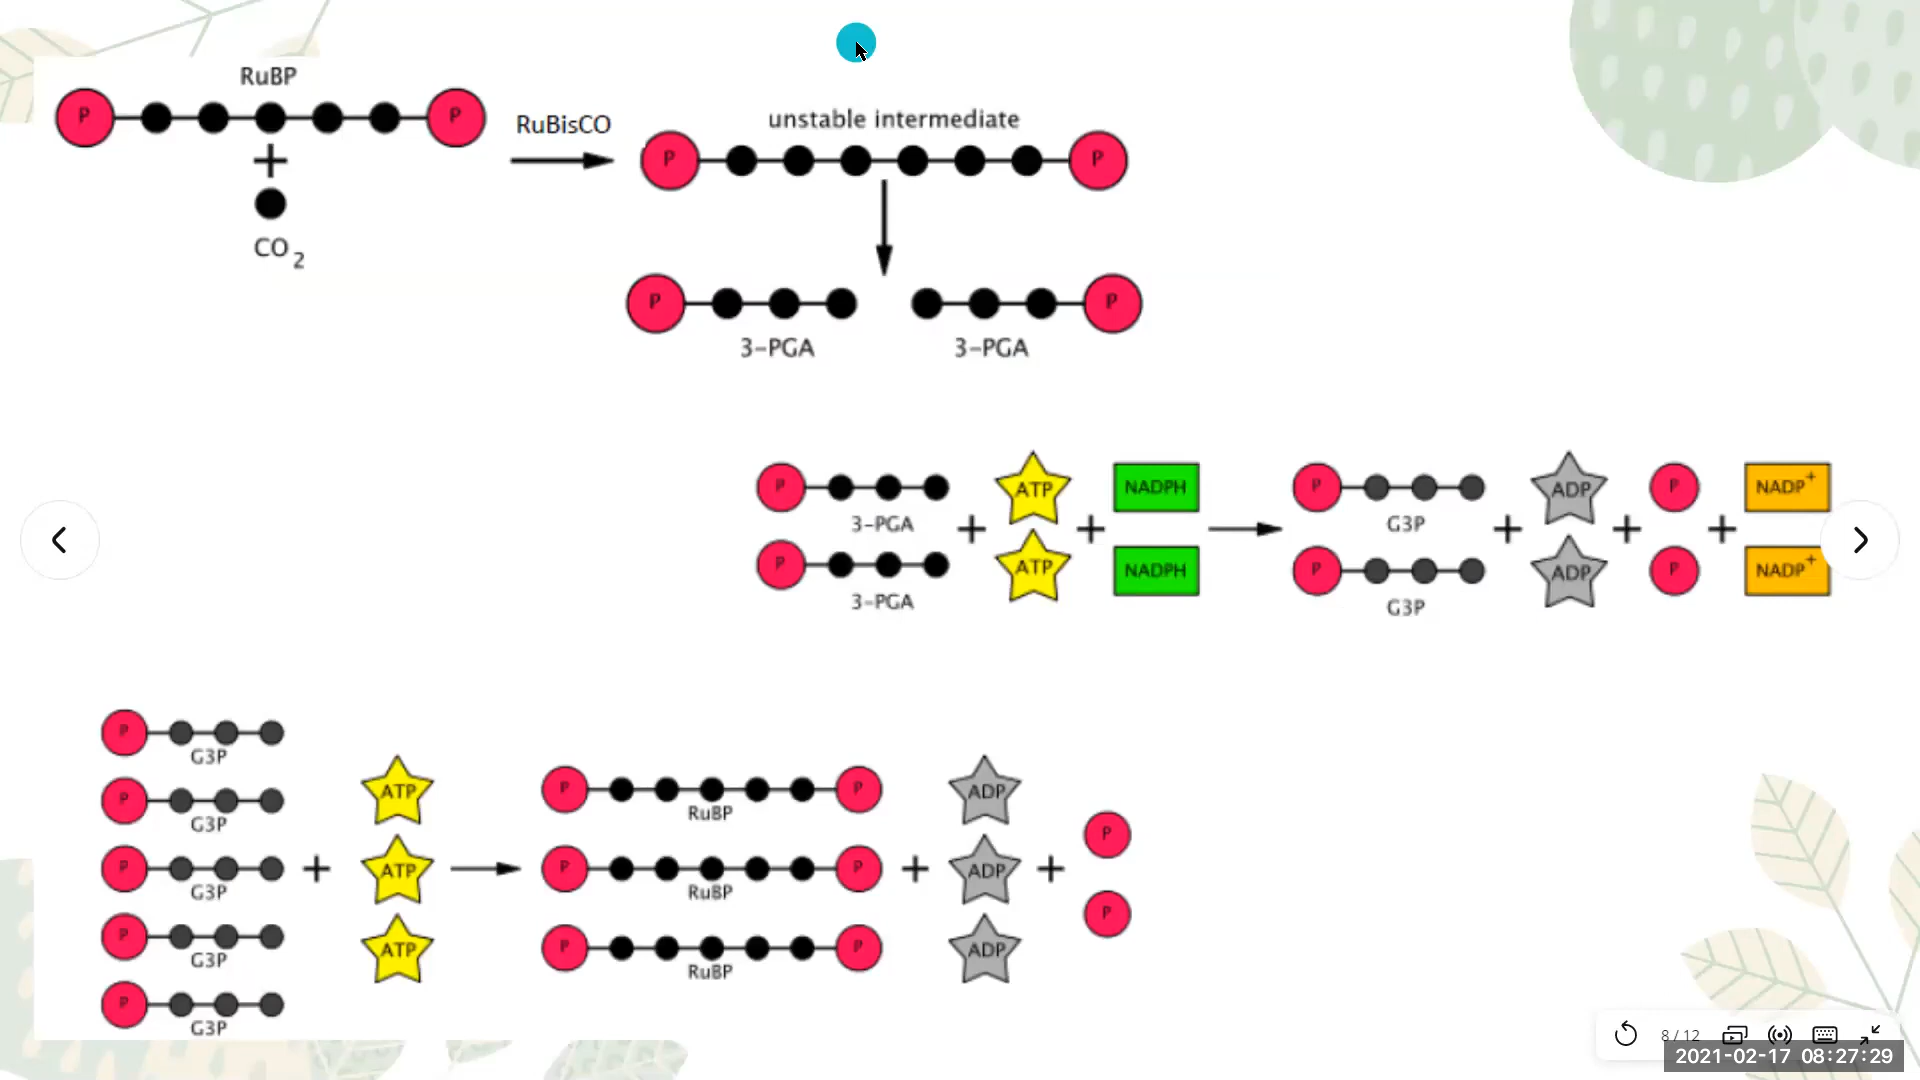 RuBP
P P
RuBisCO
unstable intermediate
P P
CO 2
P P
3-PGA 3-PGA
P ATP NADPH P ADP P NADP+
3-PGA G3P
+ + + + +
P ATP NADPH P ADP P NADP+
3-PGA G3P
P
G3P
ATP P P ADP
P RuBP
G3P P
P + ATP P P + ADP +
G3P RuBP
P P
G3P ATP P P ADP
RuBP
P
G3P
8 / 12
2021-02-17 08:27:29